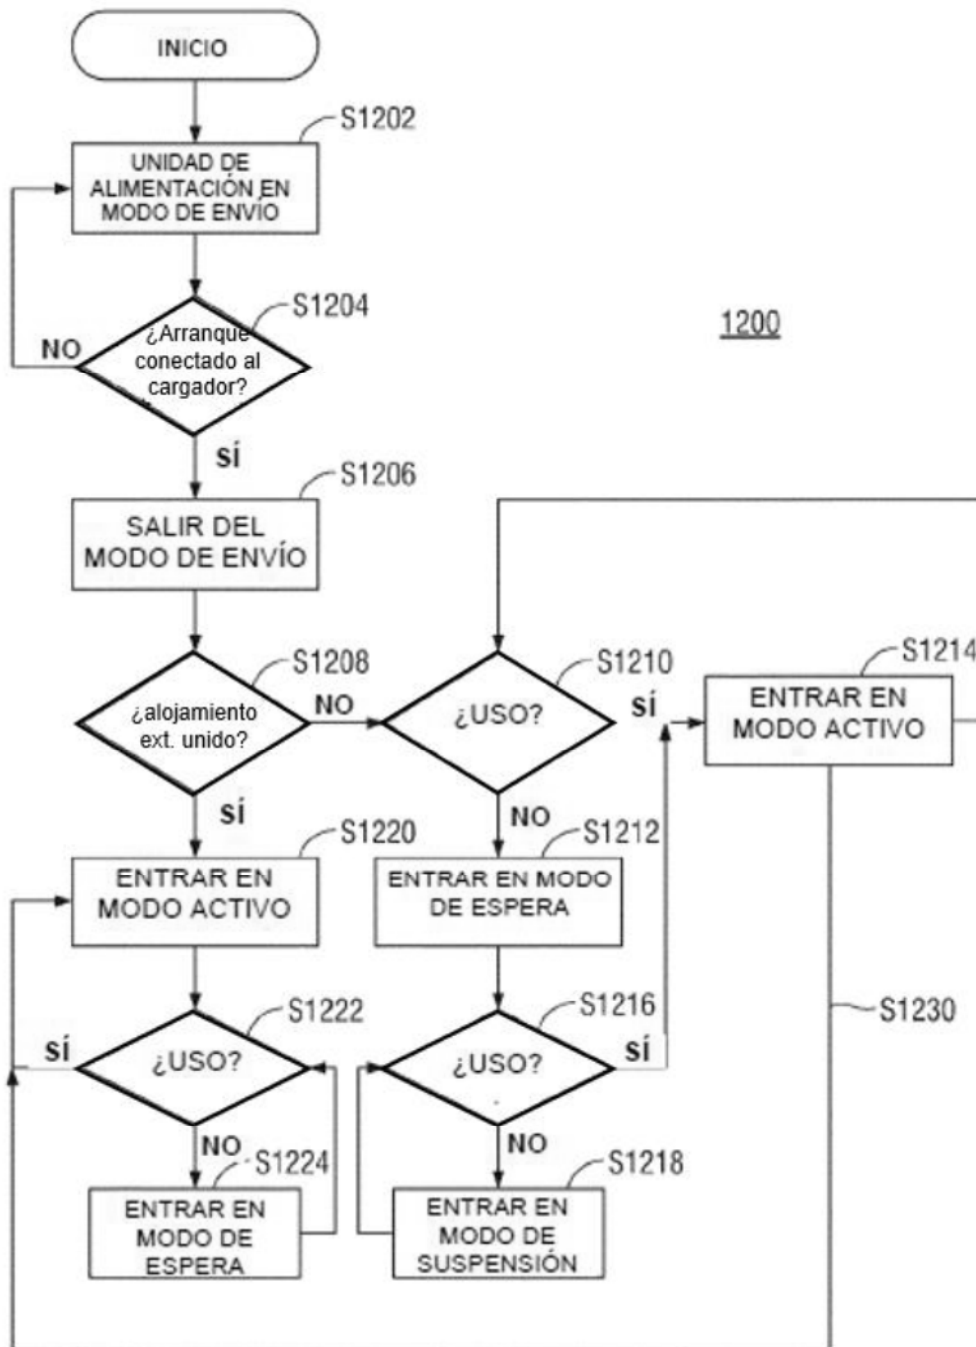 INICIO
S1202
UNIDAD DE
ALIMENTACIÓN EN
MODO DE ENVÍO
S1204
¿Arranque
conectado al
cargador?
NO
1200
SÍ
S1206
SALIR DEL
MODO DE ENVÍO
S1208
¿alojamiento
ext. unido?
NO
S1210
¿USO?
SÍ
S1214
ENTRAR EN
MODO ACTIVO
SÍ
NO
S1220
ENTRAR EN
MODO ACTIVO
S1212
ENTRAR EN MODO
DE ESPERA
S1222
¿USO?
SÍ
S1216
¿USO?
SÍ
S1230
NO
S1224
ENTRAR EN
MODO DE
ESPERA
NO
S1218
ENTRAR EN
MODO DE
SUSPENSIÓN